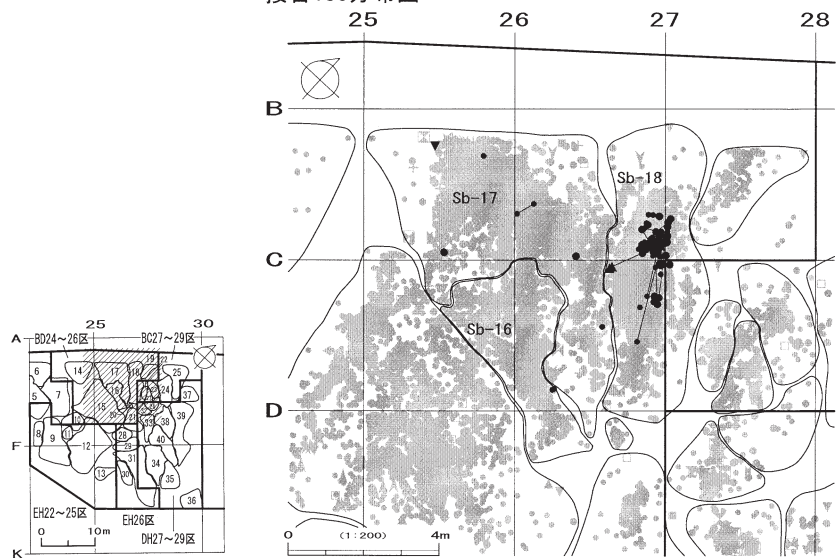 25
26
27
28
B
C
D
Sb-17
Sb-18
Sb-16
0 (1:200) 4m
25
30
A
F
K
BD24～26区
BC27～29区
6
5
7
14
17
18
19
22
25
24
37
15
16
39
38
33
8
9
11
12
28
29
31
40
13
30
34
35
36
EH22～25区
EH26区
DH27～29区
0 10m